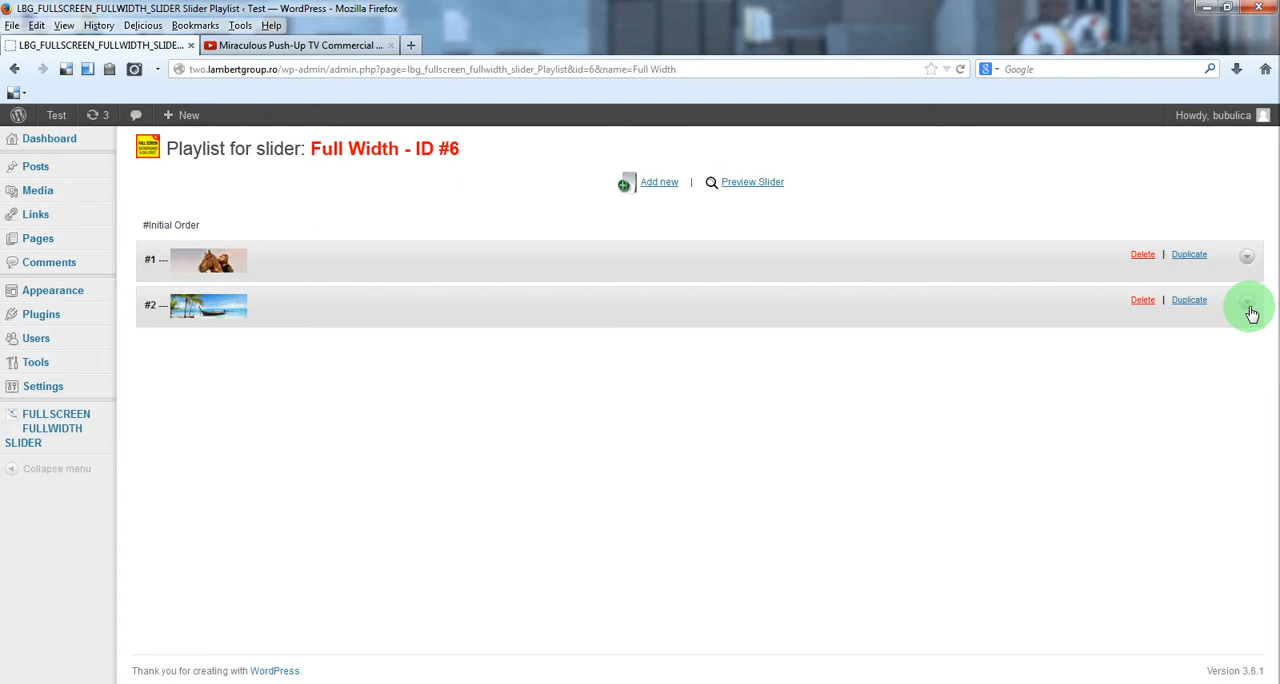 LBG_FULLSCREEN_FULLWIDTH_SLIDER Slider Playlist ‹ Test — WordPress - Mozilla Firefox
File Edit View History Delicious Bookmarks Tools Help
LBG_FULLSCREEN_FULLWIDTH_SLIDE... × Miraculous Push-Up TV Commercial ... × +
two.lambertgroup.ro/wp-admin/admin.php?page=lbg_fullscreen_fullwidth_slider_Playlist&id=6&name=Full Width
Google
Test 3 + New Howdy, bubulica
Dashboard
Posts
Media
Links
Pages
Comments
Appearance
Plugins
Users
Tools
Settings
FULLSCREEN
FULLWIDTH
SLIDER
Collapse menu
FULL SCREEN
Playlist for slider: Full Width - ID #6
Add new | Preview Slider
#Initial Order
#1 --- Delete | Duplicate
#2 --- Delete | Duplicate
Thank you for creating with WordPress. Version 3.6.1